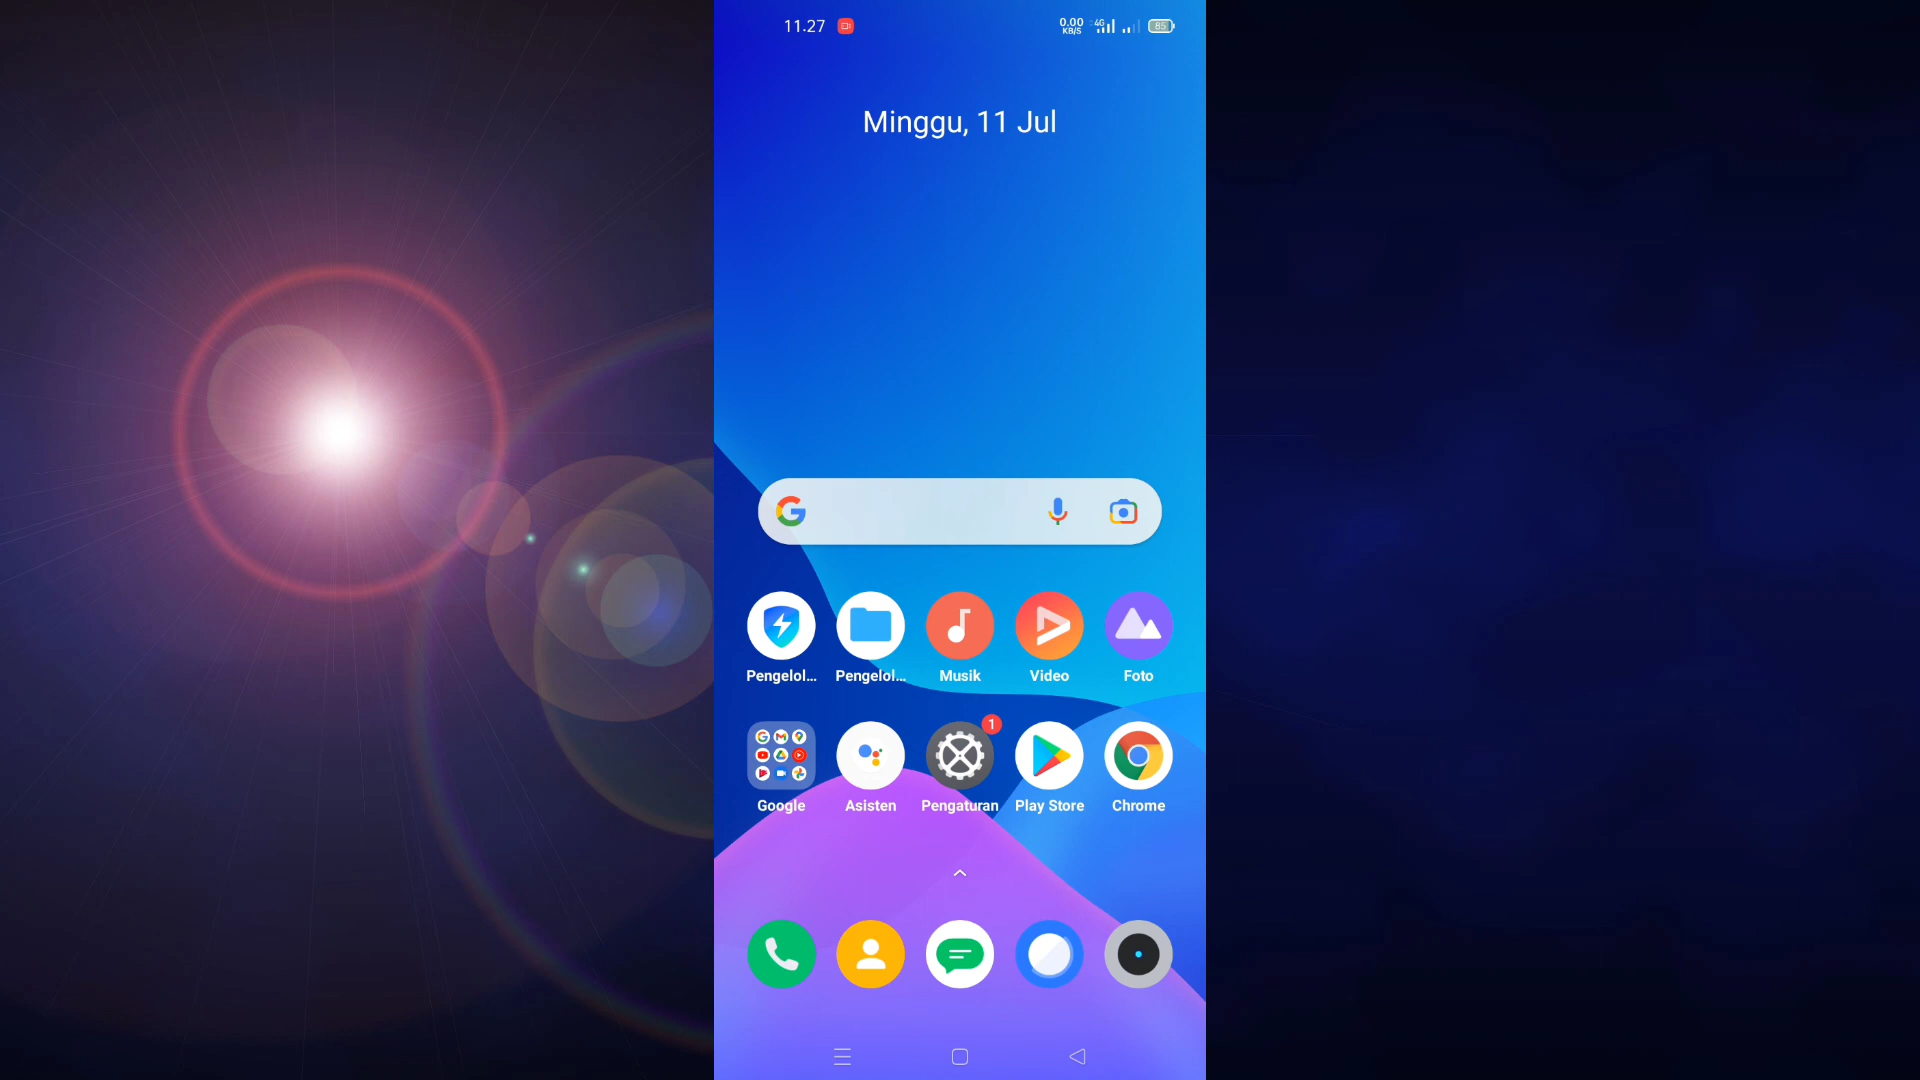 11.27
0.00
KB/S
4G
85
Minggu, 11 Jul
Pengelol...
Pengelol...
Musik
Video
Foto
1
Google
Asisten
Pengaturan
Play Store
Chrome